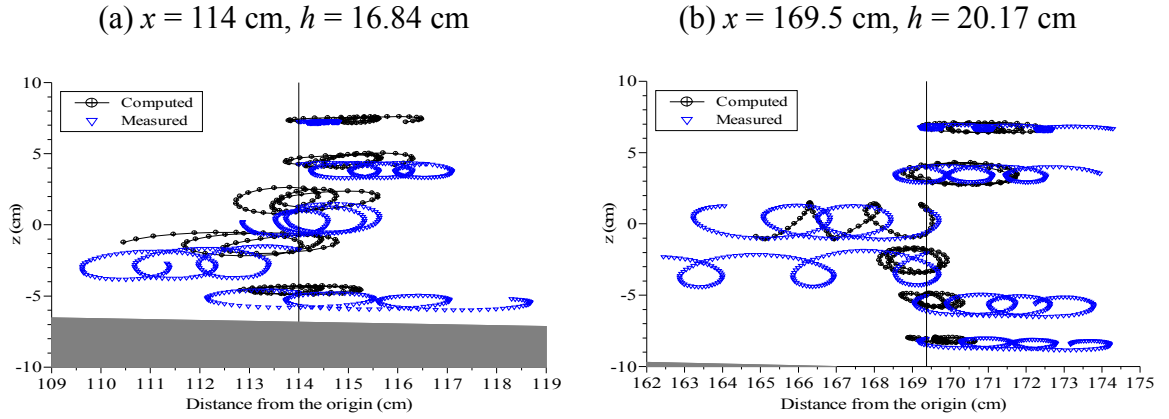 (a) x = 114 cm, h = 16.84 cm
10
5
0
-5
-10
z (cm)
Computed
Measured
109 110 111 112 113 114 115 116 117 118 119
Distance from the origin (cm)
(b) x = 169.5 cm, h = 20.17 cm
10
5
0
-5
-10
z (cm)
Computed
Measured
162 163 164 165 166 167 168 169 170 171 172 173 174 175
Distance from the origin (cm)